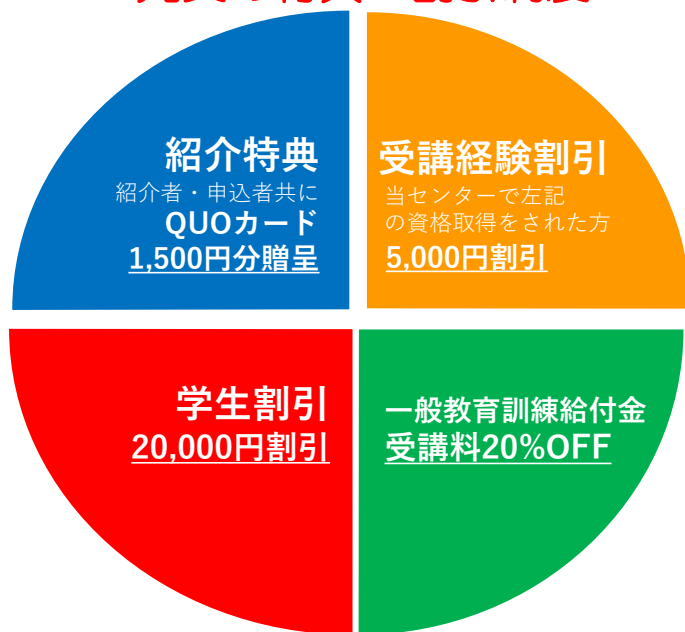 紹介特典
紹介者・申込者共に
QUOカード
1,500円分贈呈
受講経験割引
当センターで左記
の資格取得をされた方
5,000円割引
学生割引
20,000円割引
一般教育訓練給付金
受講料20%OFF